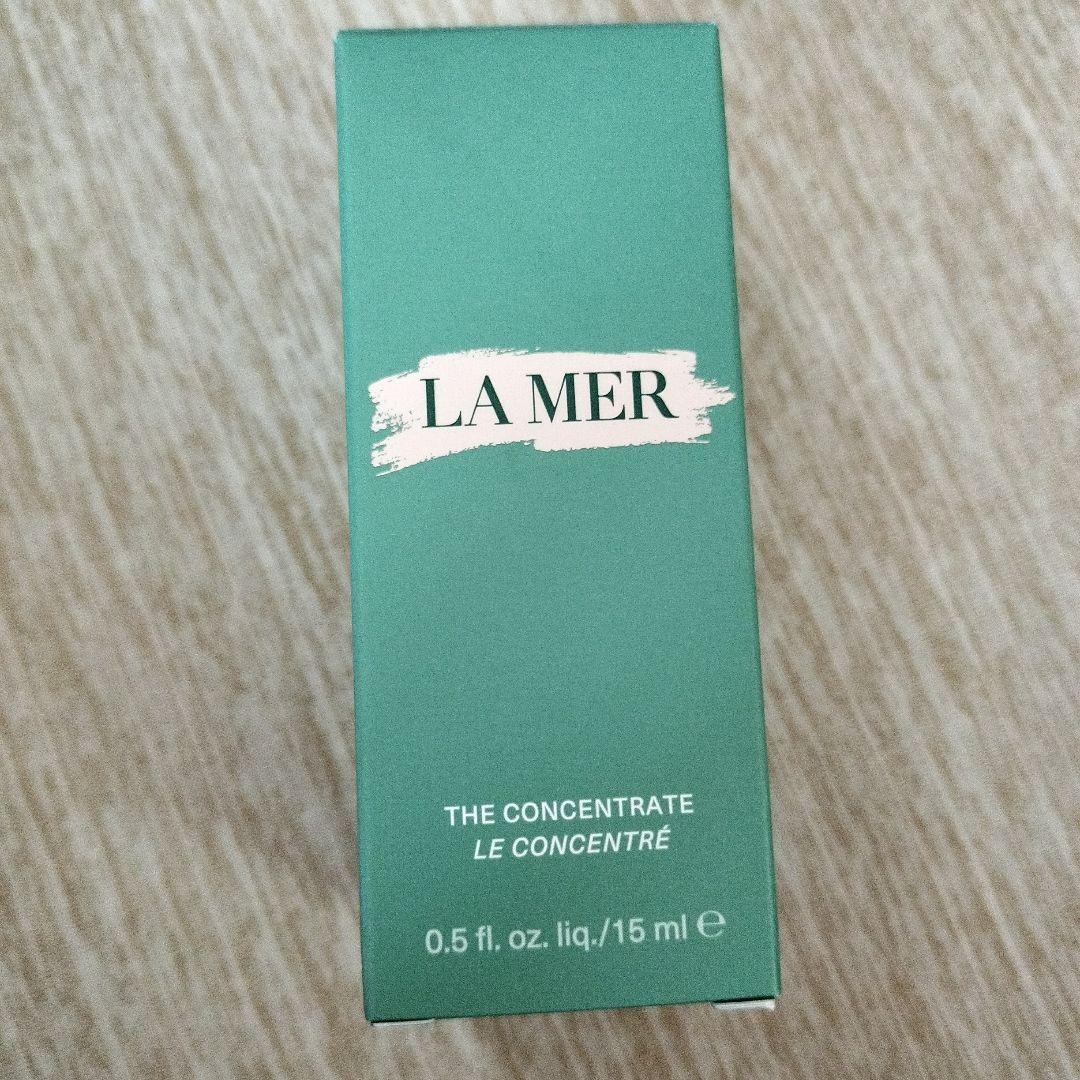 LA MER
THE CONCENTRATE
LE CONCENTRÉ
0.5 fl. oz. liq./15 ml ℮